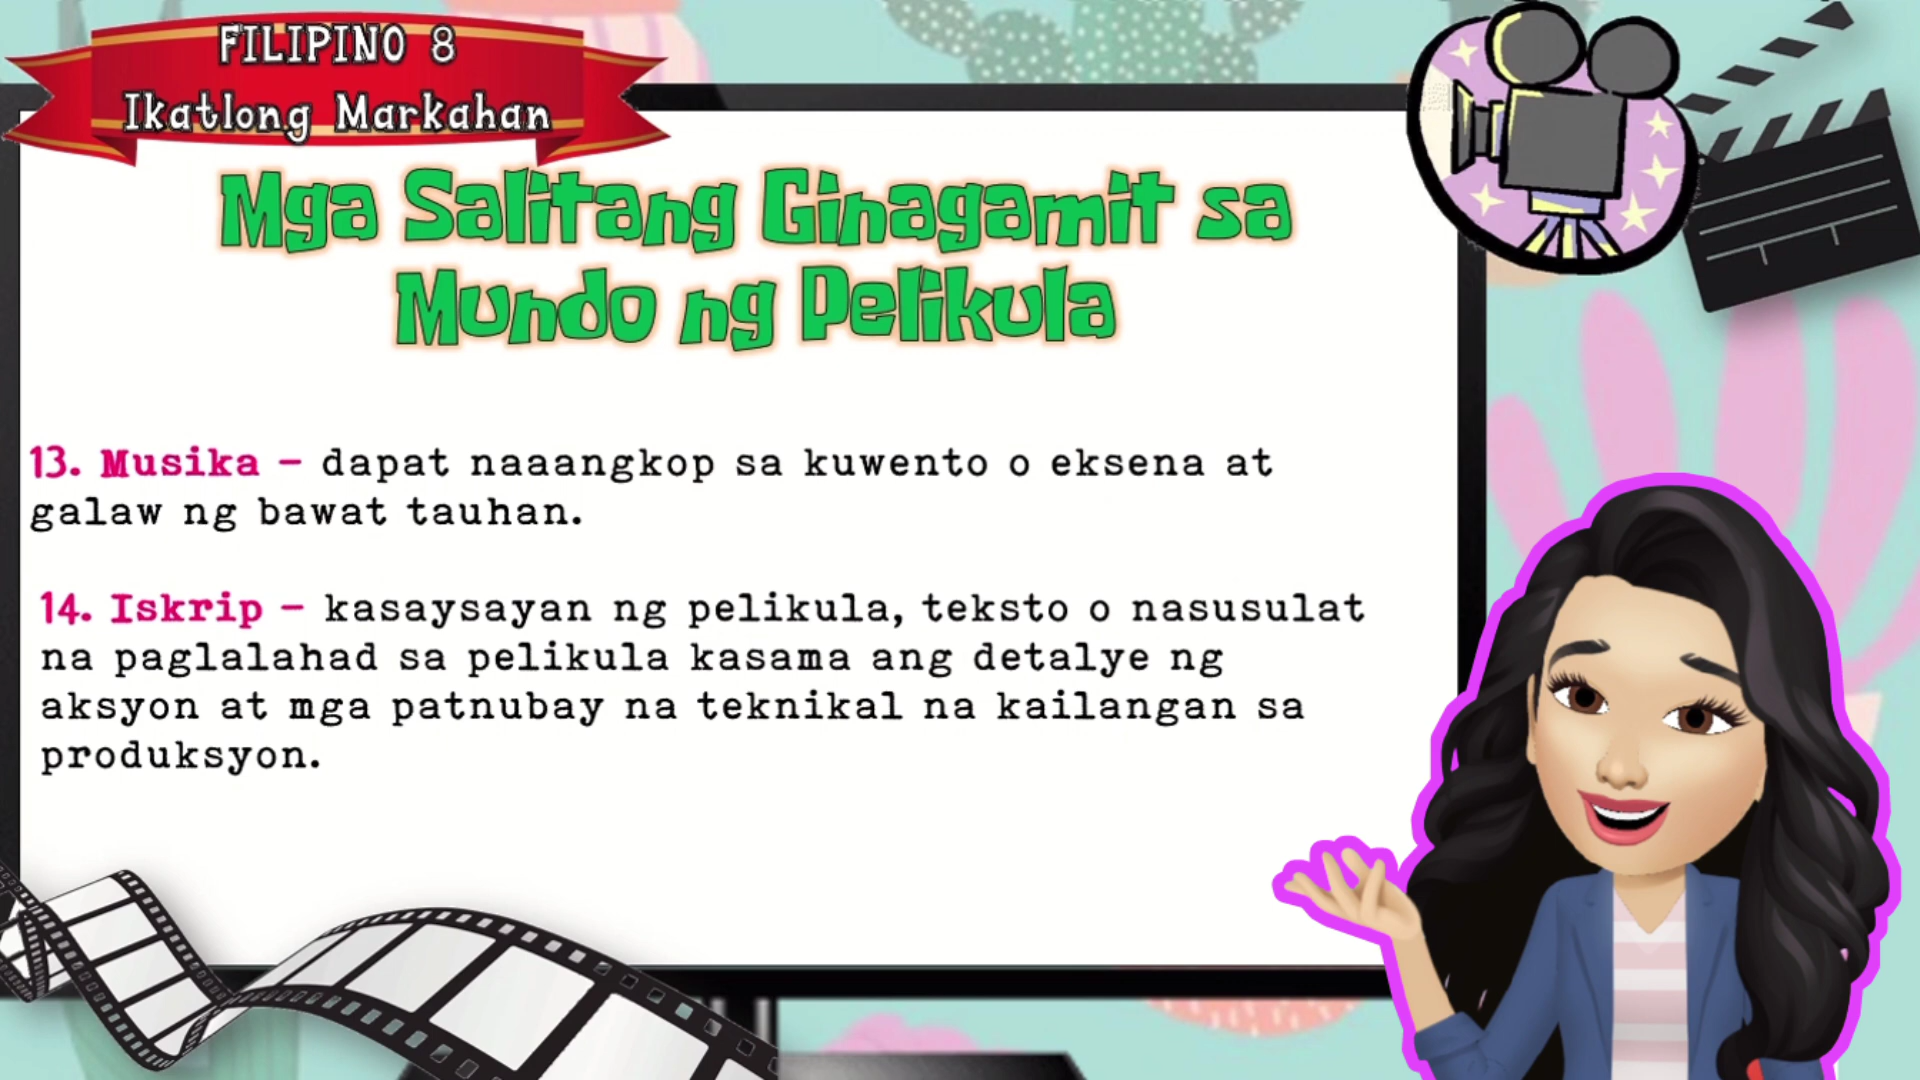 FILIPINO 8
Ikatlong Markahan
Mga Salitang Ginagamit sa
Mundo ng Pelikula
13. Musika - dapat naaangkop sa kuwento o eksena at
galaw ng bawat tauhan.
14. Iskrip - kasaysayan ng pelikula, teksto o nasusulat
na paglalahad sa pelikula kasama ang detalye ng
aksyon at mga patnubay na teknikal na kailangan sa
produksyon.